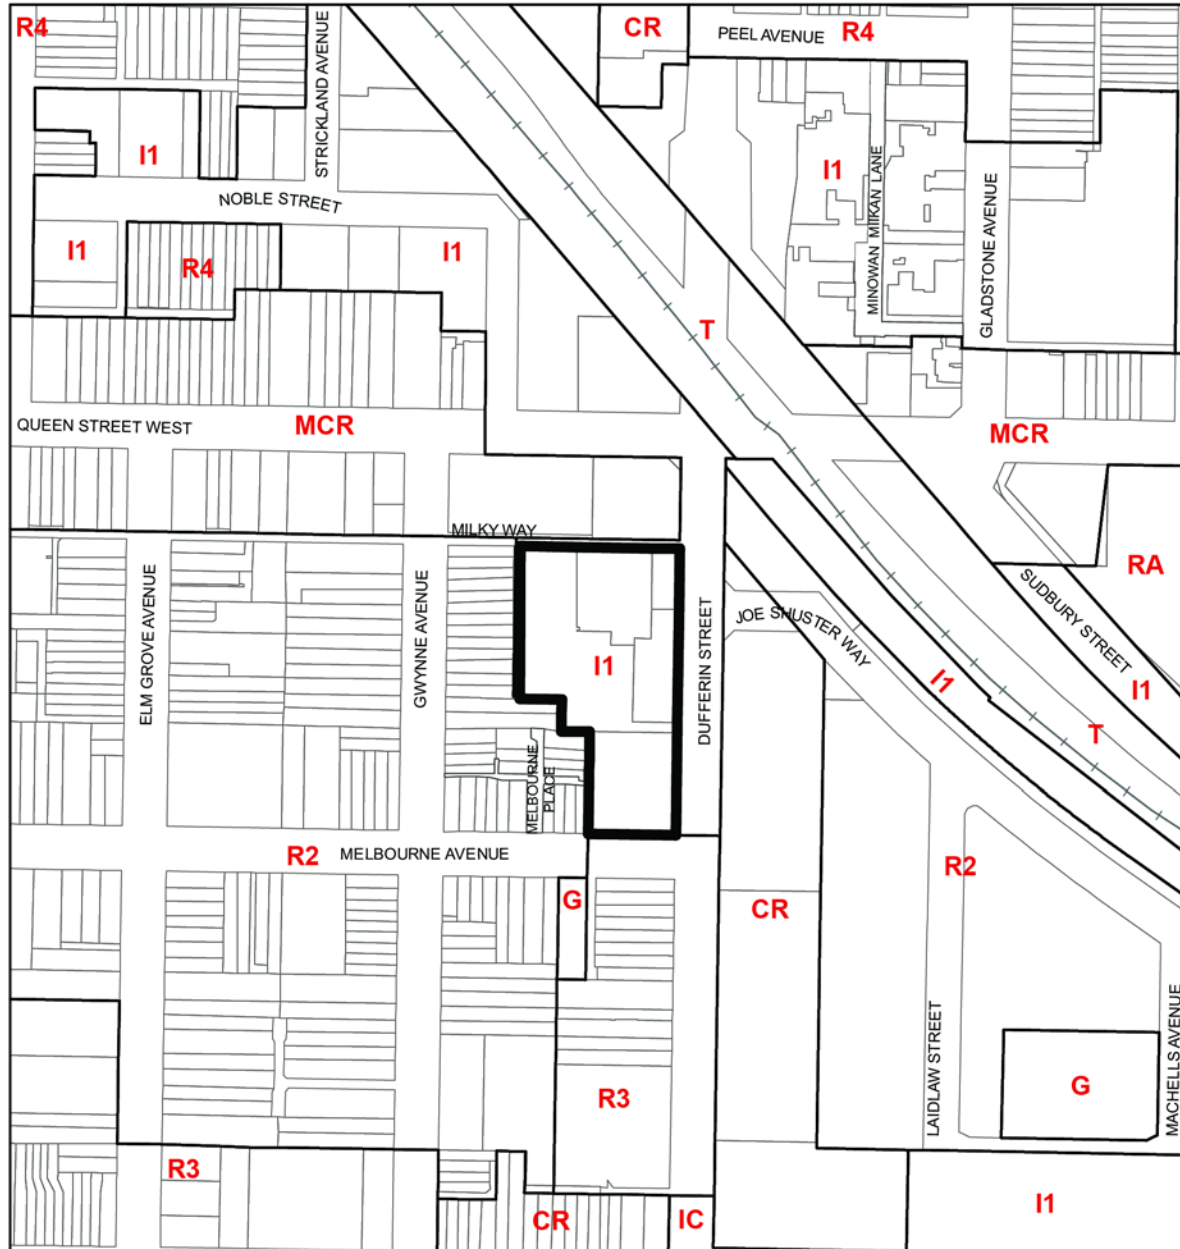 R4
CR
PEEL AVENUE
R4
STRICKLAND AVENUE
I1
I1
MINOWAN MIIKAN LANE
GLADSTONE AVENUE
NOBLE STREET
I1
R4
I1
T
QUEEN STREET WEST
MCR
MCR
MILKY WAY
RA
SUDBURY STREET
ELM GROVE AVENUE
GWYNNE AVENUE
I1
DUFFERIN STREET
JOE SHUSTER WAY
I1
I1
T
MELBOURNE
PLACE
R2
MELBOURNE AVENUE
R2
G
CR
LAIDLAW STREET
MACHELLS AVENUE
R3
G
R3
CR
IC
I1